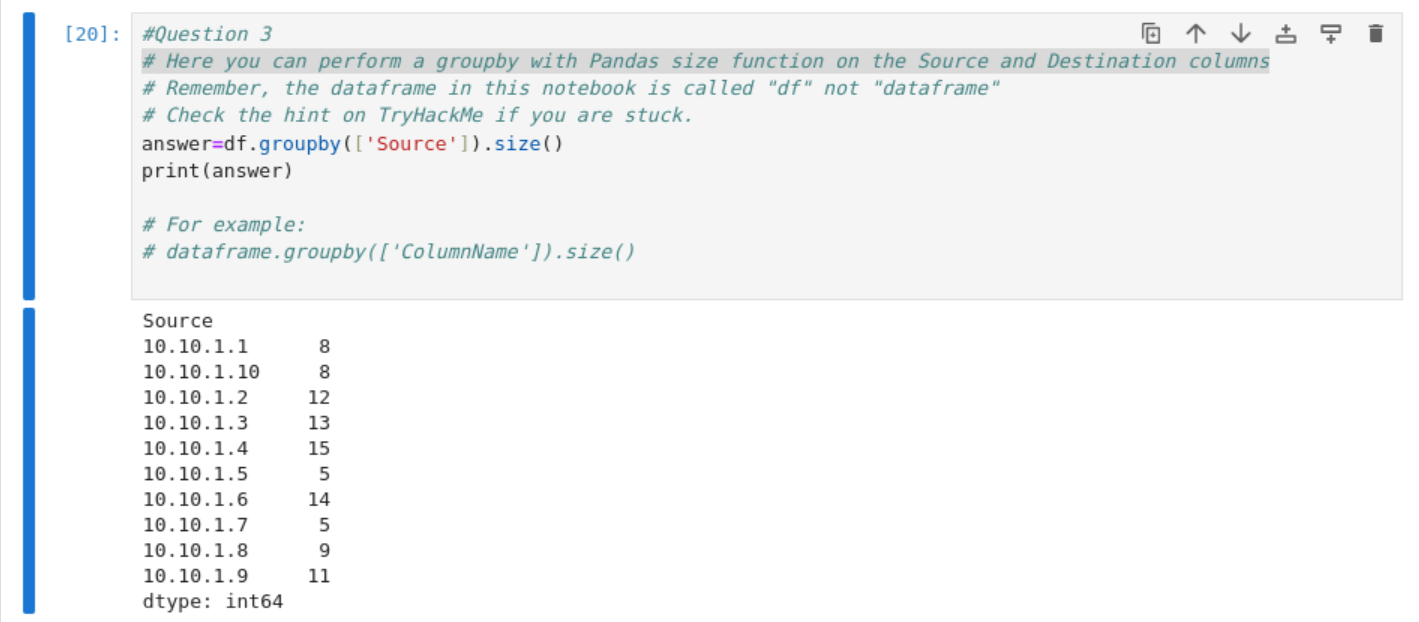 [20]: #Question 3
# Here you can perform a groupby with Pandas size function on the Source and Destination columns
# Remember, the dataframe in this notebook is called "df" not "dataframe"
# Check the hint on TryHackMe if you are stuck.
answer=df.groupby(['Source']).size()
print(answer)
# For example:
# dataframe.groupby(['ColumnName']).size()
Source
10.10.1.1      8
10.10.1.10     8
10.10.1.2     12
10.10.1.3     13
10.10.1.4     15
10.10.1.5      5
10.10.1.6     14
10.10.1.7      5
10.10.1.8      9
10.10.1.9     11
dtype: int64